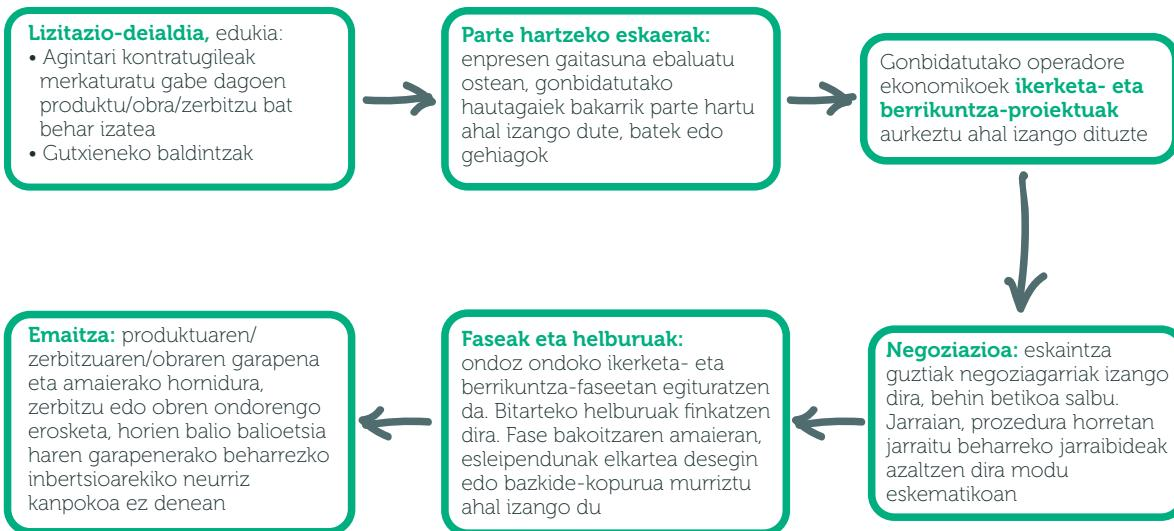 Lizitazio-deialdia, edukia:
• Agintari kontratugileak
merkaturatu gabe dagoen
produktu/obra/zerbitzu bat
behar izatea
• Gutxieneko baldintzak
Parte hartzeko eskaerak:
enpresen gaitasuna ebaluatu
ostean, gonbidatutako
hautagaiek bakarrik parte hartu
ahal izango dute, batek edo
gehiagok
Gonbidatutako operadore
ekonomikoek ikerketa- eta
berrikuntza-proiektuak
aurkeztu ahal izango dituzte
Negoziazioa: eskaintza
guztiak negoziagarriak izango
dira, behin betikoa salbu.
Jarraian, prozedura horretan
jarraitu beharreko jarraibideak
azaltzen dira modu
eskematikoan
Faseak eta helburuak:
ondoz ondoko ikerketa- eta
berrikuntza-faseetan egituratzen
da. Bitarteko helburuak finkatzen
dira. Fase bakoitzaren amaieran,
esleipendunak elkartea desegin
edo bazkide-kopurua murriztu
ahal izango du
Emaitza: produktuaren/
zerbitzuaren/obraren garapena
eta amaierako hornidura,
zerbitzu edo obren ondorengo
erosketa, horien balio balioetsia
haren garapenerako beharrezko
inbertsioarekiko neurriz
kanpokoa ez denean